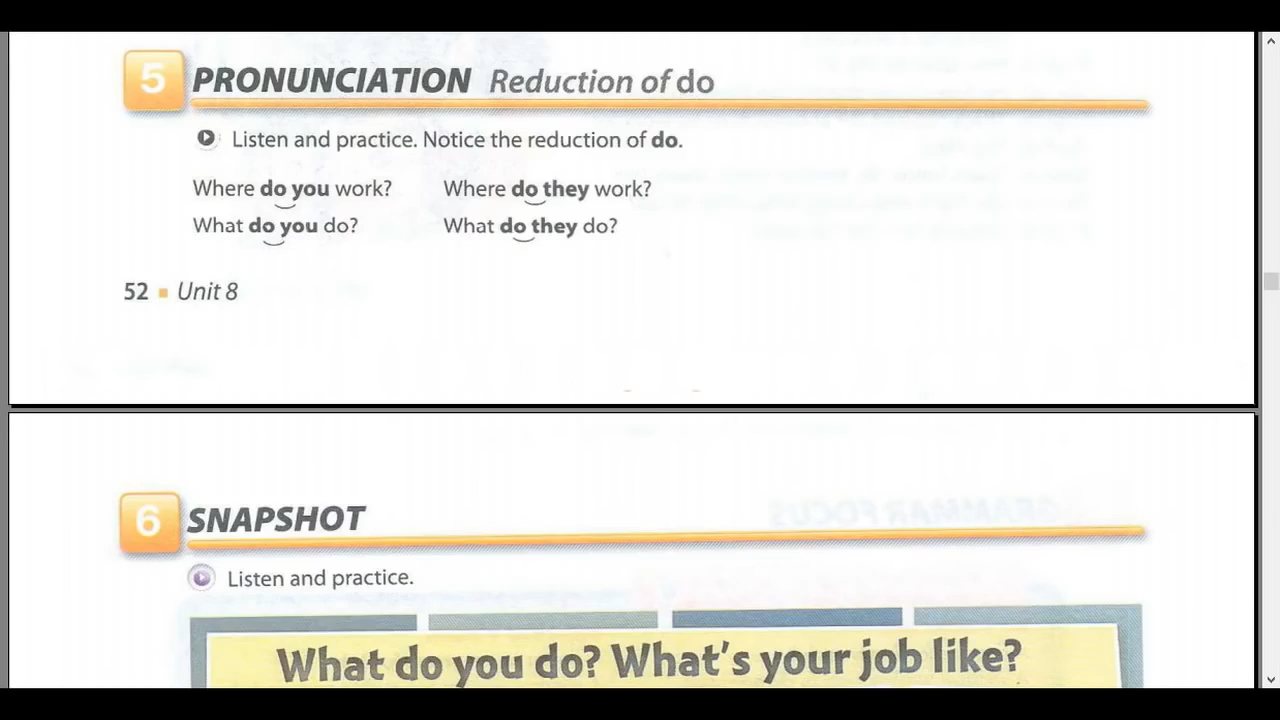 5 PRONUNCIATION Reduction of do
Listen and practice. Notice the reduction of do.
Where do you work? Where do they work?
What do you do? What do they do?
52 ▪ Unit 8
6 SNAPSHOT
Listen and practice.
What do you do? What's your job like?